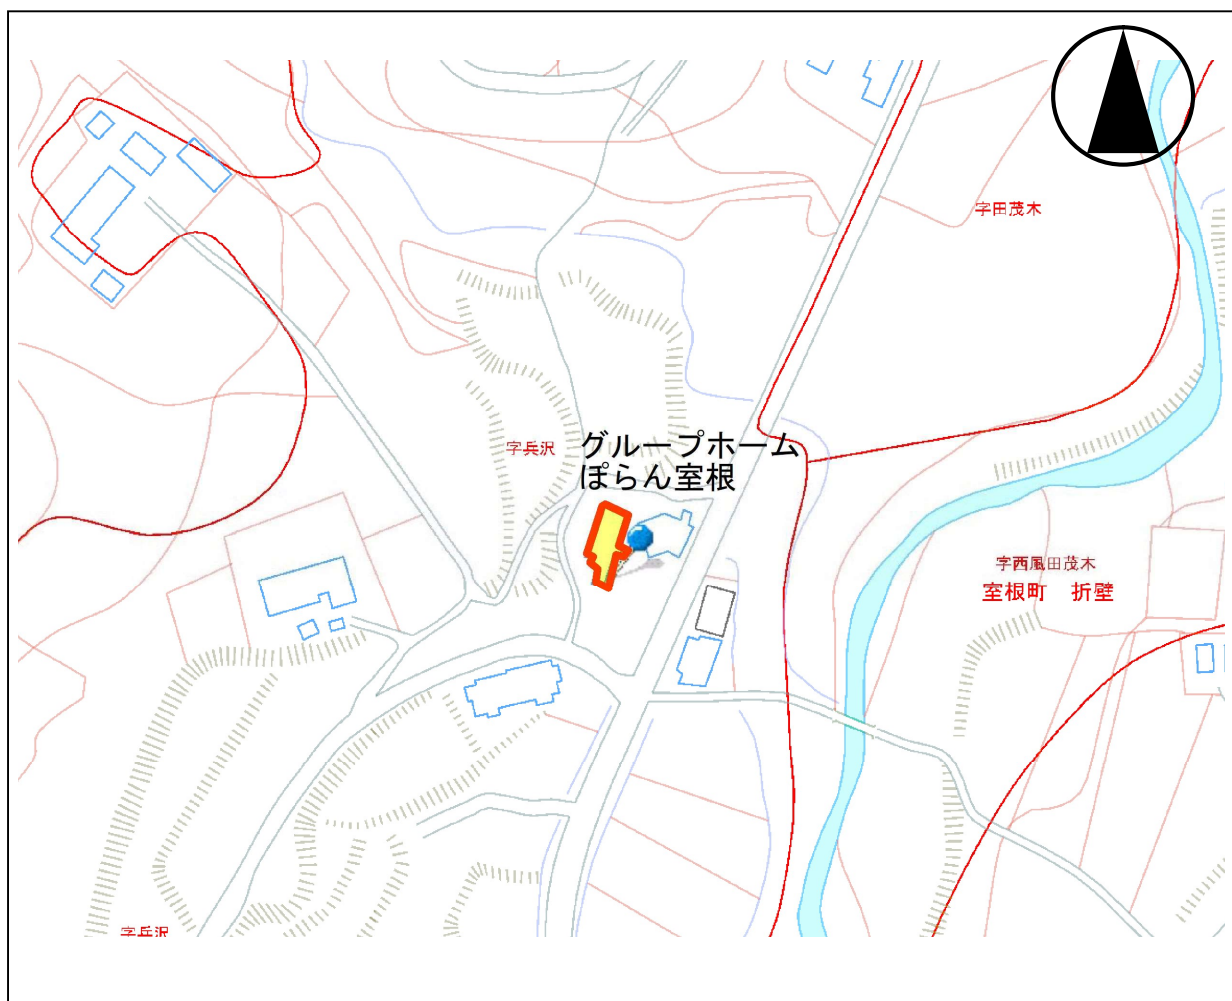 字田茂木
字兵沢
グループホーム
ぽらん室根
字西風田茂木
室根町 折壁
字兵沢